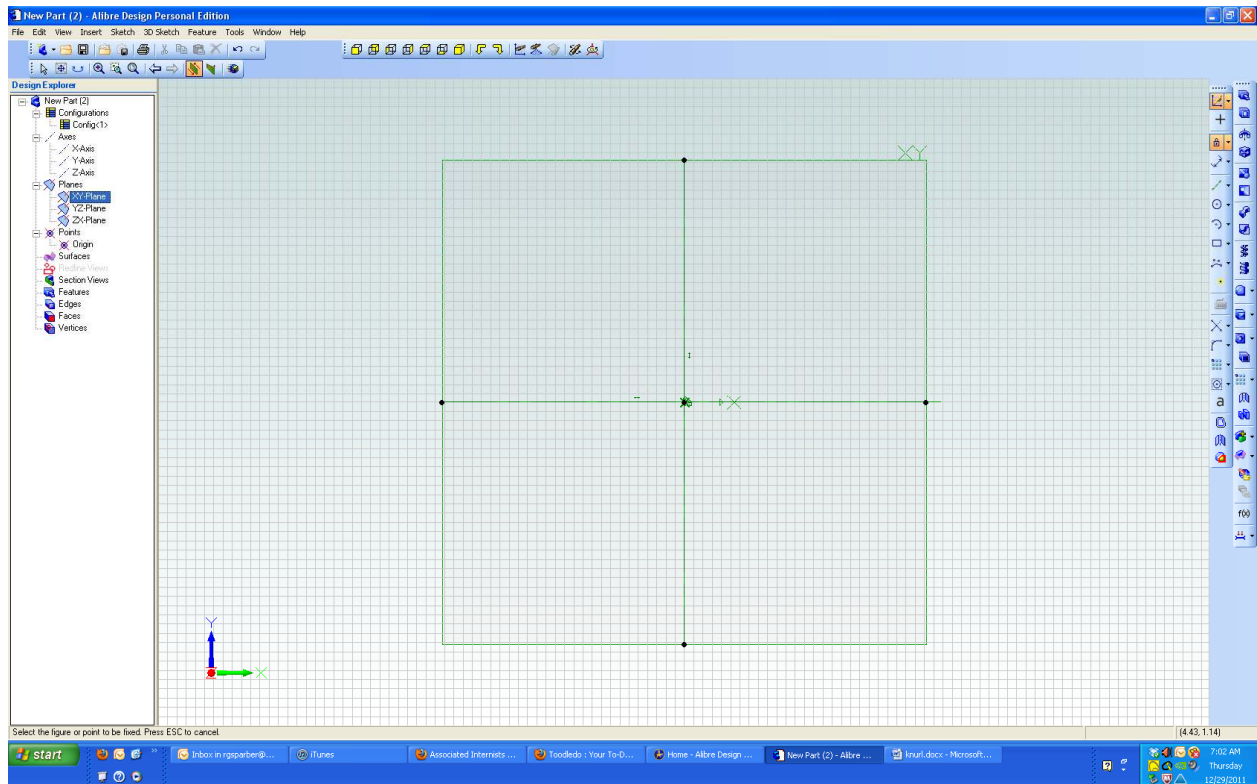 New Part (2) - Alibre Design Personal Edition
File Edit View Insert Sketch 3D Sketch Feature Tools Window Help
Design Explorer
New Part (2)
Configurations
Config<1>
Axes
X-Axis
Y-Axis
Z-Axis
Planes
XY-Plane
YZ-Plane
ZX-Plane
Points
Origin
Surfaces
Redline Views
Section Views
Features
Edges
Faces
Vertices
XY
X
Y
X
a
f(x)
Select the figure or point to be fixed. Press ESC to cancel.
(4.43, 1.14)
start
Inbox in rgsparber@...
iTunes
Associated Internists ...
Toodledo : Your To-D...
Home - Alibre Design ...
New Part (2) - Alibre ...
knurl.docx - Microsoft...
7:02 AM
Thursday
12/29/2011